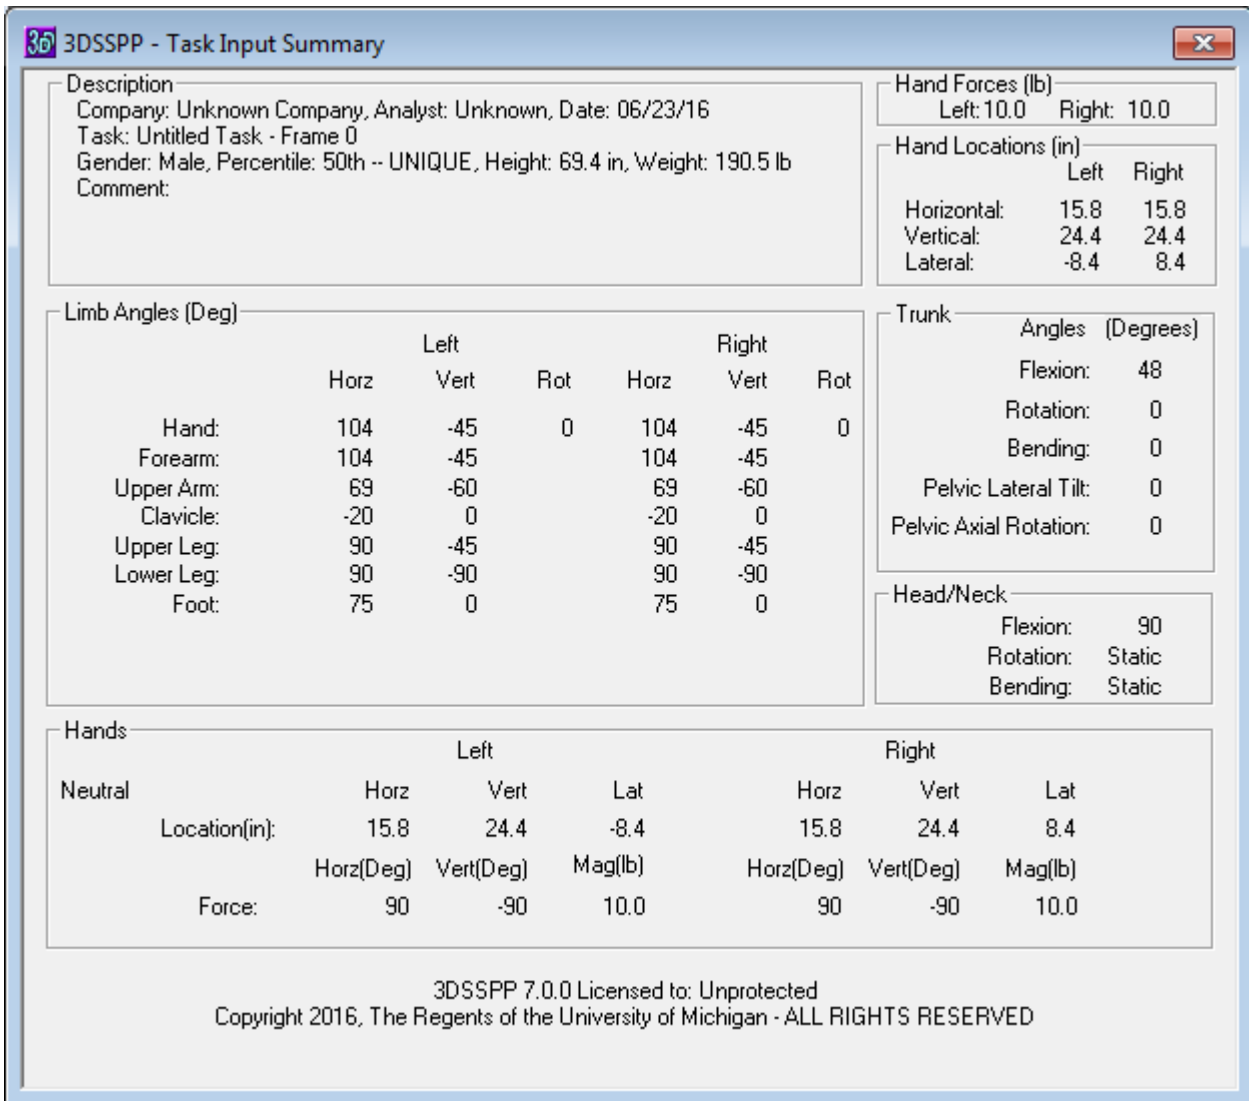 3D 3DSSPP - Task Input Summary
Description
Company: Unknown Company, Analyst: Unknown, Date: 06/23/16
Task: Untitled Task - Frame 0
Gender: Male, Percentile: 50th -- UNIQUE, Height: 69.4 in, Weight: 190.5 lb
Comment:
Hand Forces (lb)
Left: 10.0 Right: 10.0
Hand Locations (in)
Left Right
Horizontal: 15.8 15.8
Vertical: 24.4 24.4
Lateral: -8.4 8.4
Limb Angles (Deg)
Left Right
Horz Vert Rot Horz Vert Rot
Hand: 104 -45 0 104 -45 0
Forearm: 104 -45 104 -45
Upper Arm: 69 -60 69 -60
Clavicle: -20 0 -20 0
Upper Leg: 90 -45 90 -45
Lower Leg: 90 -90 90 -90
Foot: 75 0 75 0
Trunk
Angles (Degrees)
Flexion: 48
Rotation: 0
Bending: 0
Pelvic Lateral Tilt: 0
Pelvic Axial Rotation: 0
Head/Neck
Flexion: 90
Rotation: Static
Bending: Static
Hands
Left Right
Neutral Horz Vert Lat Horz Vert Lat
Location(in): 15.8 24.4 -8.4 15.8 24.4 8.4
Horz(Deg) Vert(Deg) Mag(lb) Horz(Deg) Vert(Deg) Mag(lb)
Force: 90 -90 10.0 90 -90 10.0
3DSSPP 7.0.0 Licensed to: Unprotected
Copyright 2016, The Regents of the University of Michigan - ALL RIGHTS RESERVED